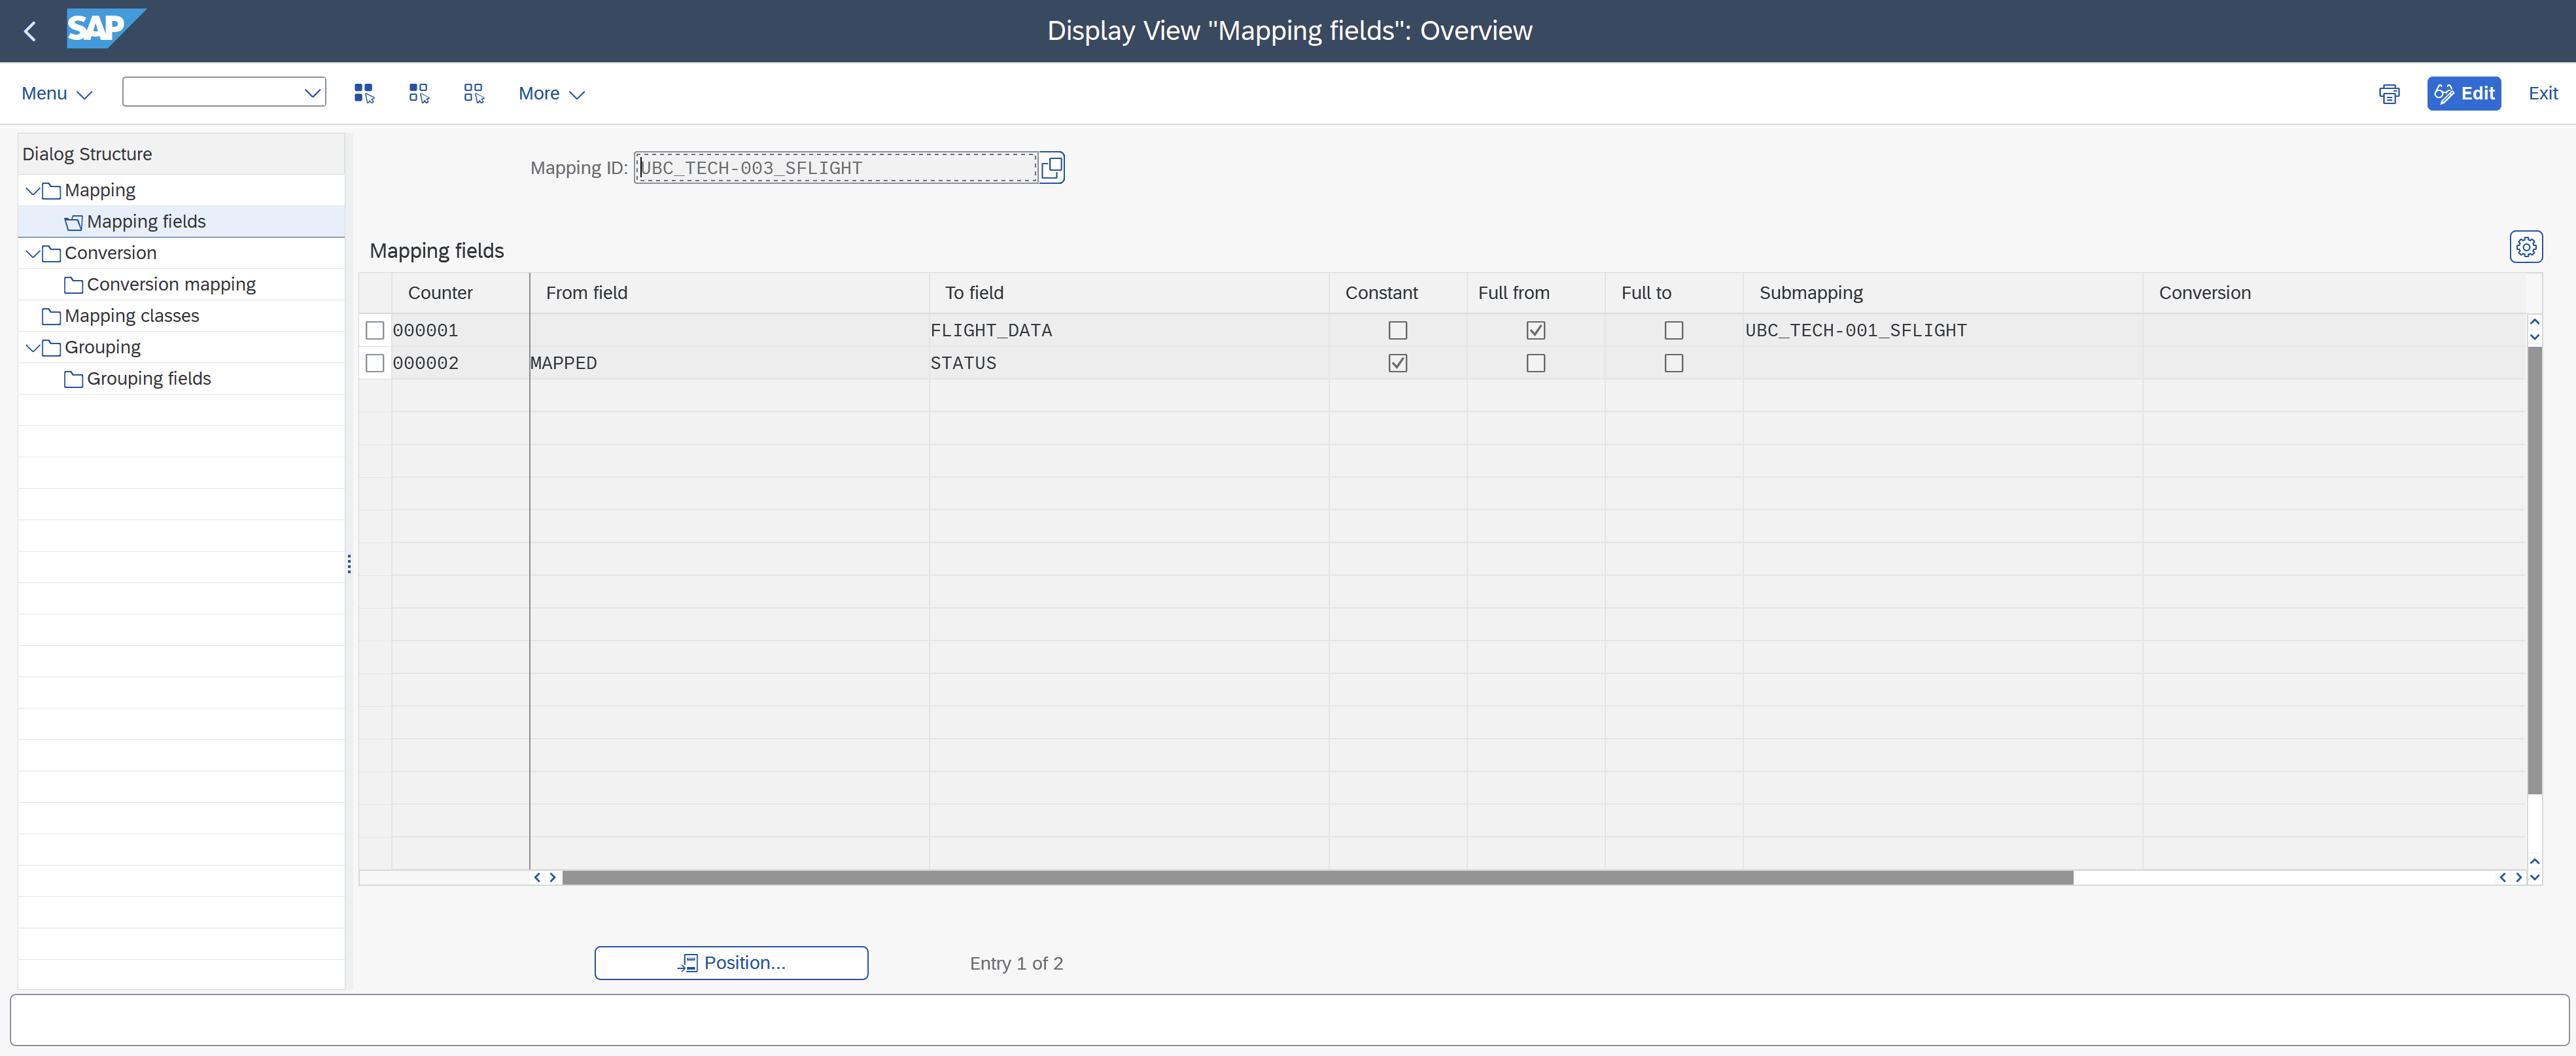 SAP
Display View "Mapping fields": Overview
Menu More Edit Exit
Dialog Structure
Mapping
Mapping fields
Conversion
Conversion mapping
Mapping classes
Grouping
Grouping fields
Mapping ID: UBC_TECH-003_SFLIGHT
Mapping fields
Counter From field To field Constant Full from Full to Submapping Conversion
000001 FLIGHT_DATA UBC_TECH-001_SFLIGHT
000002 MAPPED STATUS
Position... Entry 1 of 2